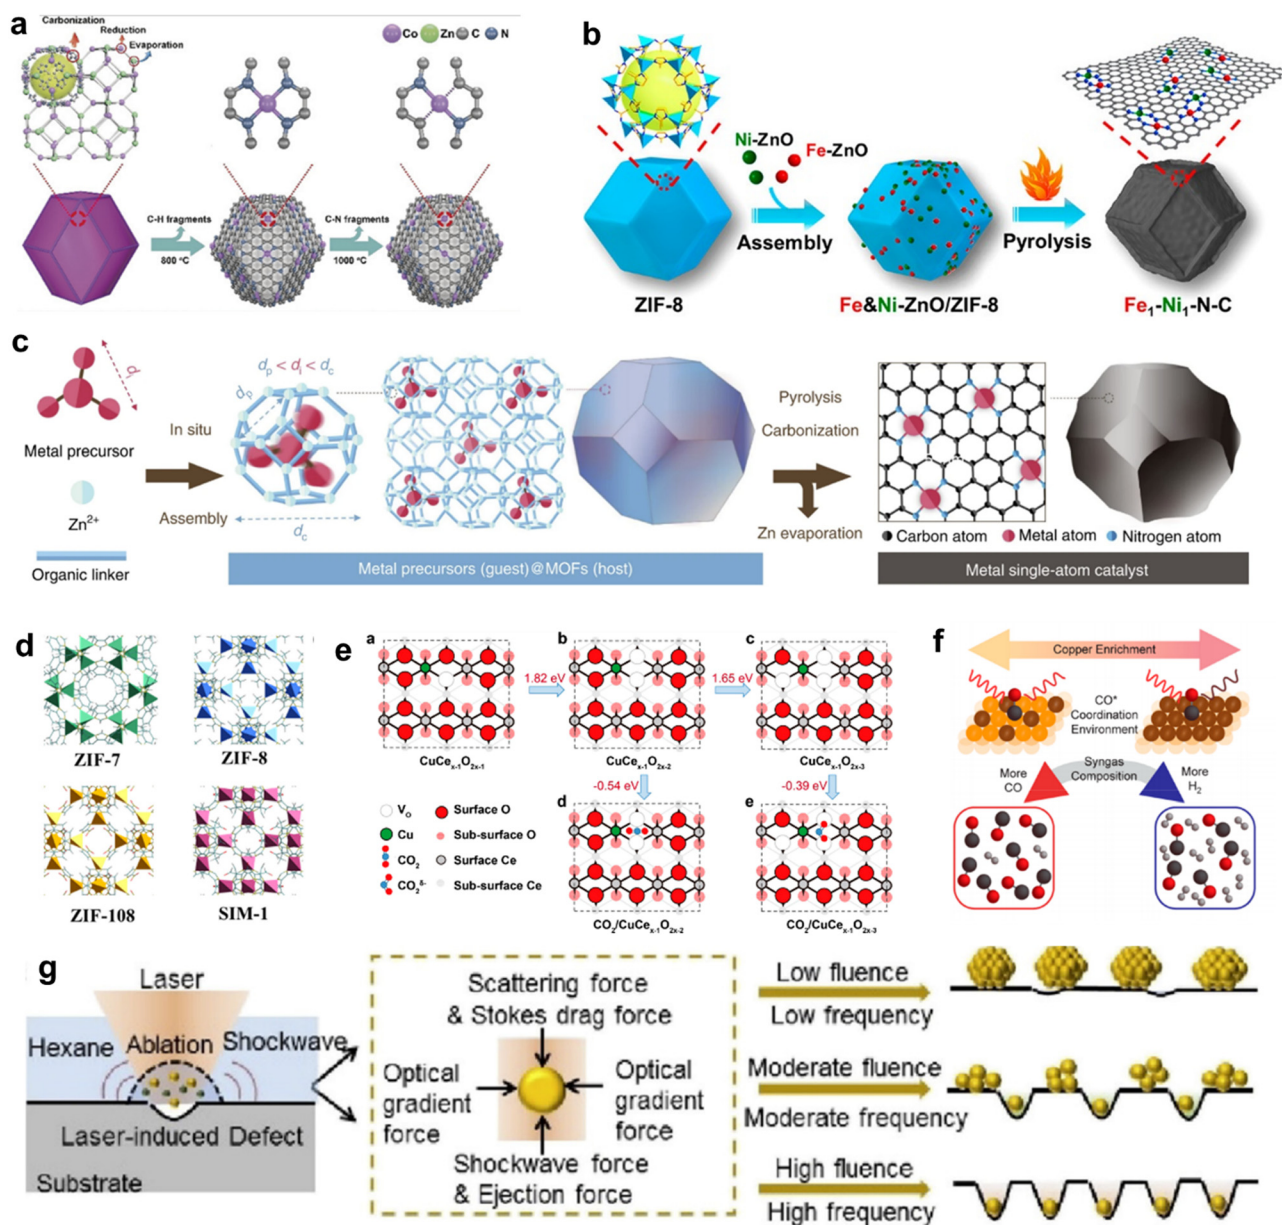 a
Carbonization
Reduction
Evaporation
Co Zn C N
C-H fragments
800 °C
C-N fragments
1000 °C
b
Ni-ZnO
Fe-ZnO
Assembly
Pyrolysis
ZIF-8
Fe&Ni-ZnO/ZIF-8
Fe₁-Ni₁-N-C
c
dᵢ
Metal precursor
Zn²⁺
Organic linker
In situ
Assembly
dₚ < dᵢ < d꜀
dₚ
d꜀
Metal precursors (guest)@MOFs (host)
Pyrolysis
Carbonization
Zn evaporation
Carbon atom Metal atom Nitrogen atom
Metal single-atom catalyst
d
ZIF-7
ZIF-8
ZIF-108
SIM-1
e
a
b
c
1.82 eV
1.65 eV
CuCeₓ₋₁O₂ₓ₋₁
CuCeₓ₋₁O₂ₓ₋₂
CuCeₓ₋₁O₂ₓ₋₃
-0.54 eV
-0.39 eV
d
e
V₀ Surface O
Cu Sub-surface O
CO₂ Surface Ce
CO₂δ- Sub-surface Ce
CO₂/CuCeₓ₋₁O₂ₓ₋₂
CO₂/CuCeₓ₋₁O₂ₓ₋₃
f
Copper Enrichment
CO*
Coordination
Environment
Syngas
Composition
More
CO
More
H₂
g
Laser
Hexane Ablation Shockwave
Laser-induced Defect
Substrate
Scattering force
& Stokes drag force
Optical
gradient
force
Optical
gradient
force
Shockwave force
& Ejection force
Low fluence
Low frequency
Moderate fluence
Moderate frequency
High fluence
High frequency